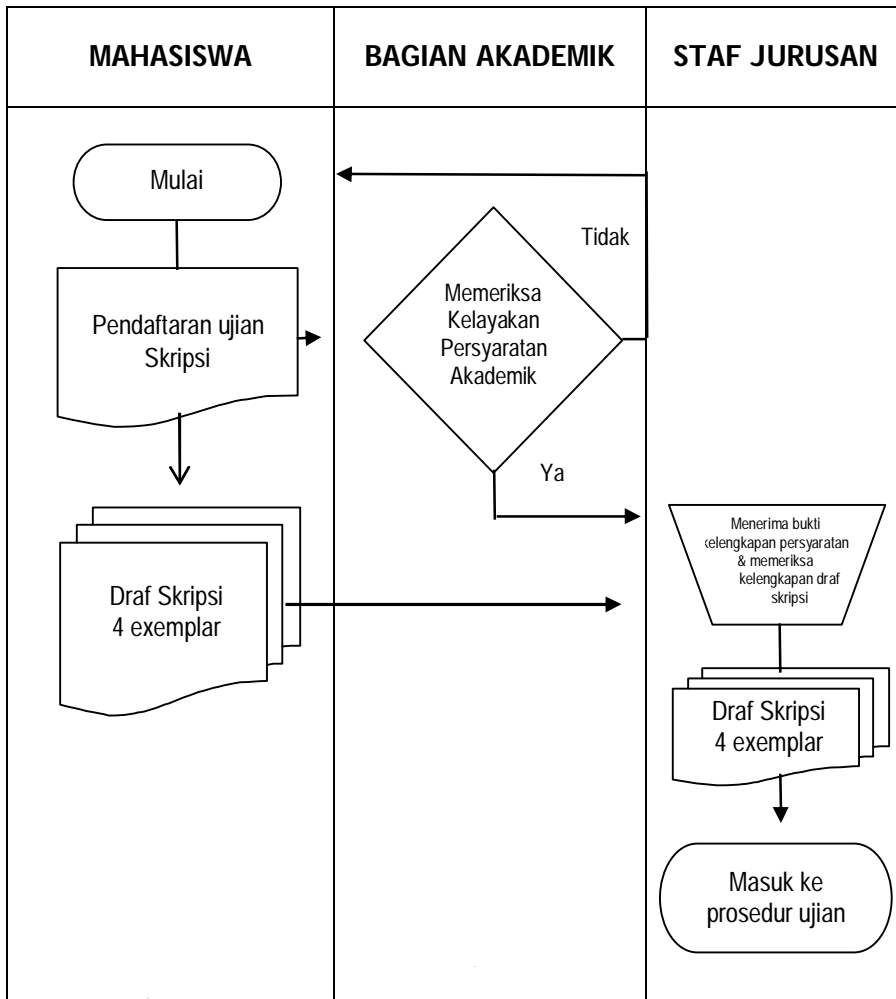 MAHASISWA
BAGIAN AKADEMIK
STAF JURUSAN
Mulai
Tidak
Pendaftaran ujian
Skripsi
Memeriksa
Kelayakan
Persyaratan
Akademik
Ya
Draf Skripsi
4 exemplar
Menerima bukti
kelengkapan persyaratan
& memeriksa
kelengkapan draf
skripsi
Draf Skripsi
4 exemplar
Masuk ke
prosedur ujian